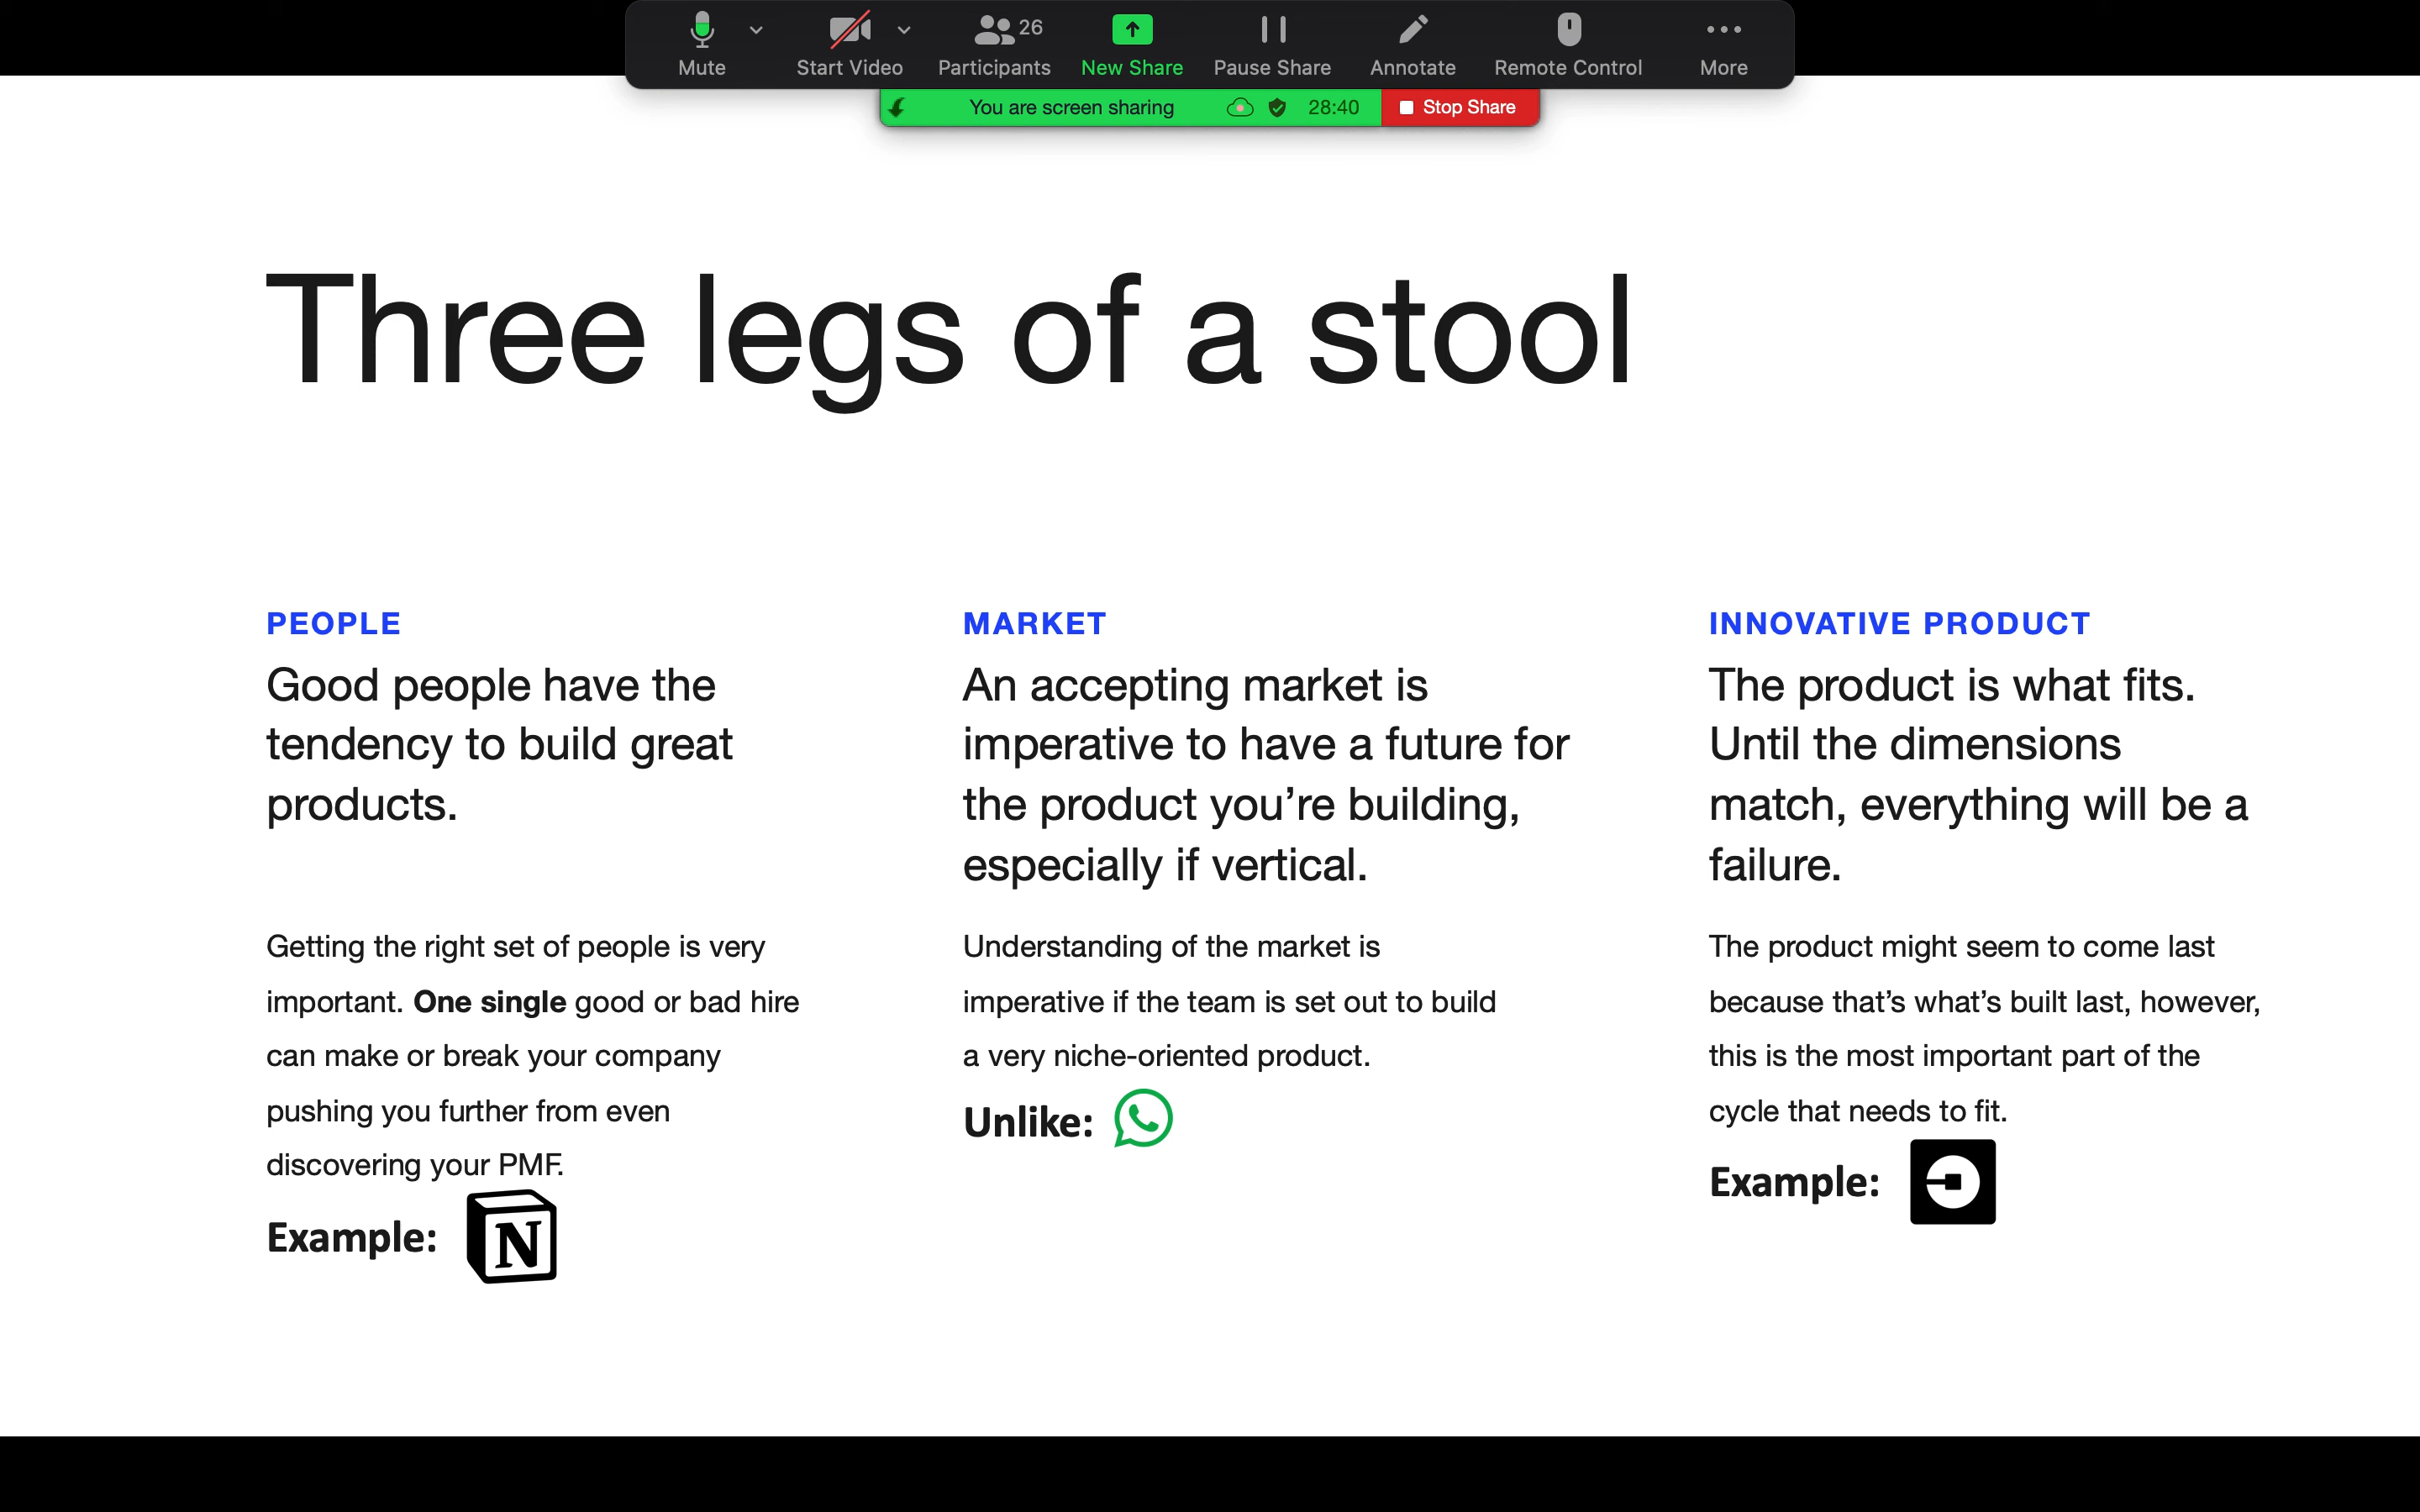 Mute
Start Video
26
Participants
New Share
Pause Share
Annotate
Remote Control
More
You are screen sharing
28:40
Stop Share
Three legs of a stool
PEOPLE
Good people have the
tendency to build great
products.
Getting the right set of people is very
important. One single good or bad hire
can make or break your company
pushing you further from even
discovering your PMF.
Example:
N
MARKET
An accepting market is
imperative to have a future for
the product you’re building,
especially if vertical.
Understanding of the market is
imperative if the team is set out to build
a very niche-oriented product.
Unlike:
INNOVATIVE PRODUCT
The product is what fits.
Until the dimensions
match, everything will be a
failure.
The product might seem to come last
because that’s what’s built last, however,
this is the most important part of the
cycle that needs to fit.
Example: